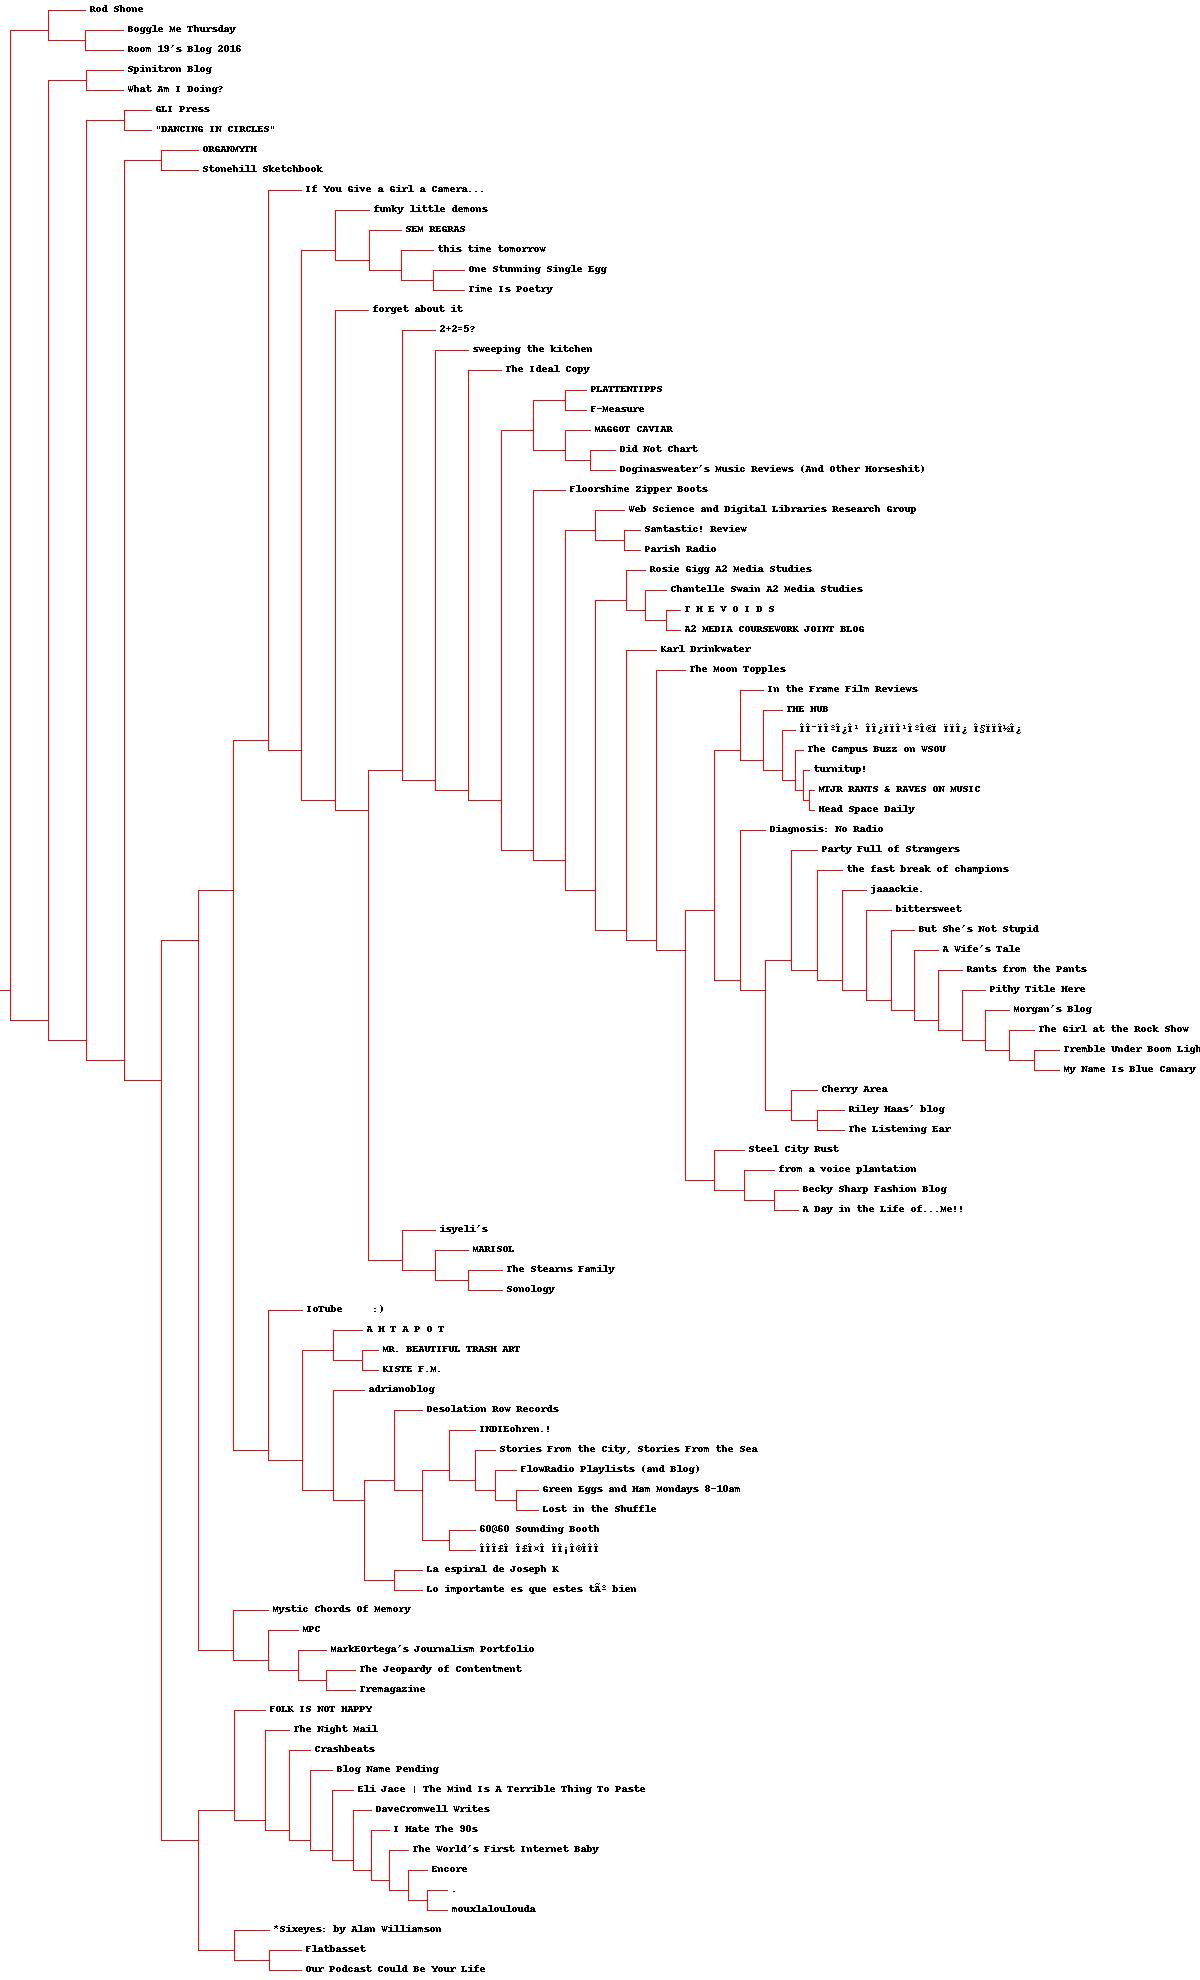 Rod Shone
Boggle Me Thursday
Room 19's Blog 2016
Spinitron Blog
What Am I Doing?
GLI Press
"DANCING IN CIRCLES"
ORGANMYTH
Stonehill Sketchbook
If You Give a Girl a Camera...
funky little demons
SEM REGRAS
this time tomorrow
One Stunning Single Egg
Time Is Poetry
forget about it
2+2=5?
sweeping the kitchen
The Ideal Copy
PLATTENTIPPS
F-Measure
MAGGOT CAVIAR
Did Not Chart
Doginasweater's Music Reviews (And Other Horseshit)
Floorshime Zipper Boots
Web Science and Digital Libraries Research Group
Samtastic! Review
Parish Radio
Rosie Gigg A2 Media Studies
Chantelle Swain A2 Media Studies
T H E V O I D S
A2 MEDIA COURSEWORK JOINT BLOG
Karl Drinkwater
The Moon Topples
In the Frame Film Reviews
THE HUB
The Campus Buzz on WSOU
turnitup!
MTJR RANTS & RAVES ON MUSIC
Head Space Daily
Diagnosis: No Radio
Party Full of Strangers
the fast break of champions
jaaackie.
bittersweet
But She's Not Stupid
A Wife's Tale
Rants from the Pants
Pithy Title Here
Morgan's Blog
The Girl at the Rock Show
Tremble Under Boom Ligh
My Name Is Blue Canary
Cherry Area
Riley Haas' blog
The Listening Ear
Steel City Rust
from a voice plantation
Becky Sharp Fashion Blog
A Day in the Life of...Me!!
isyeli's
MARISOL
The Stearns Family
Sonology
IoTube :)
A H T A P O T
MR. BEAUTIFUL TRASH ART
KISTE F.M.
adrianoblog
Desolation Row Records
INDIEohren.!
Stories From the City, Stories From the Sea
FlowRadio Playlists (and Blog)
Green Eggs and Ham Mondays 8-10am
Lost in the Shuffle
60@60 Sounding Booth
La espiral de Joseph K
Lo importante es que estes tÃº bien
Mystic Chords Of Memory
MPC
MarkEOrtega's Journalism Portfolio
The Jeopardy of Contentment
Tremagazine
FOLK IS NOT HAPPY
The Night Mail
Crashbeats
Blog Name Pending
Eli Jace | The Mind Is A Terrible Thing To Paste
DaveCromwell Writes
I Hate The 90s
The World's First Internet Baby
Encore
.
mouxlaloulouda
*Sixeyes: by Alan Williamson
Flatbasset
Our Podcast Could Be Your Life